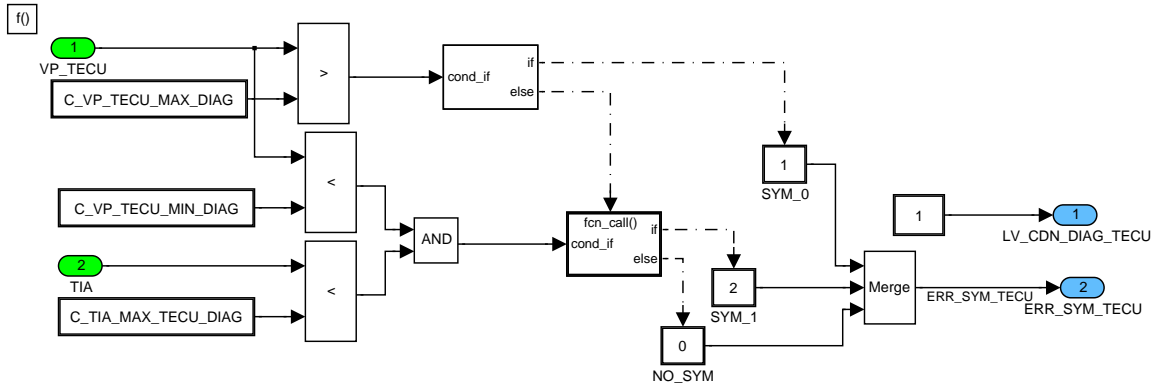 f()
1
VP_TECU
C_VP_TECU_MAX_DIAG
>
cond_if
if
else
C_VP_TECU_MIN_DIAG
<
2
TIA
C_TIA_MAX_TECU_DIAG
<
AND
fcn_call()
cond_if
if
else
1
SYM_0
2
SYM_1
0
NO_SYM
Merge
ERR_SYM_TECU
1
1
LV_CDN_DIAG_TECU
2
ERR_SYM_TECU